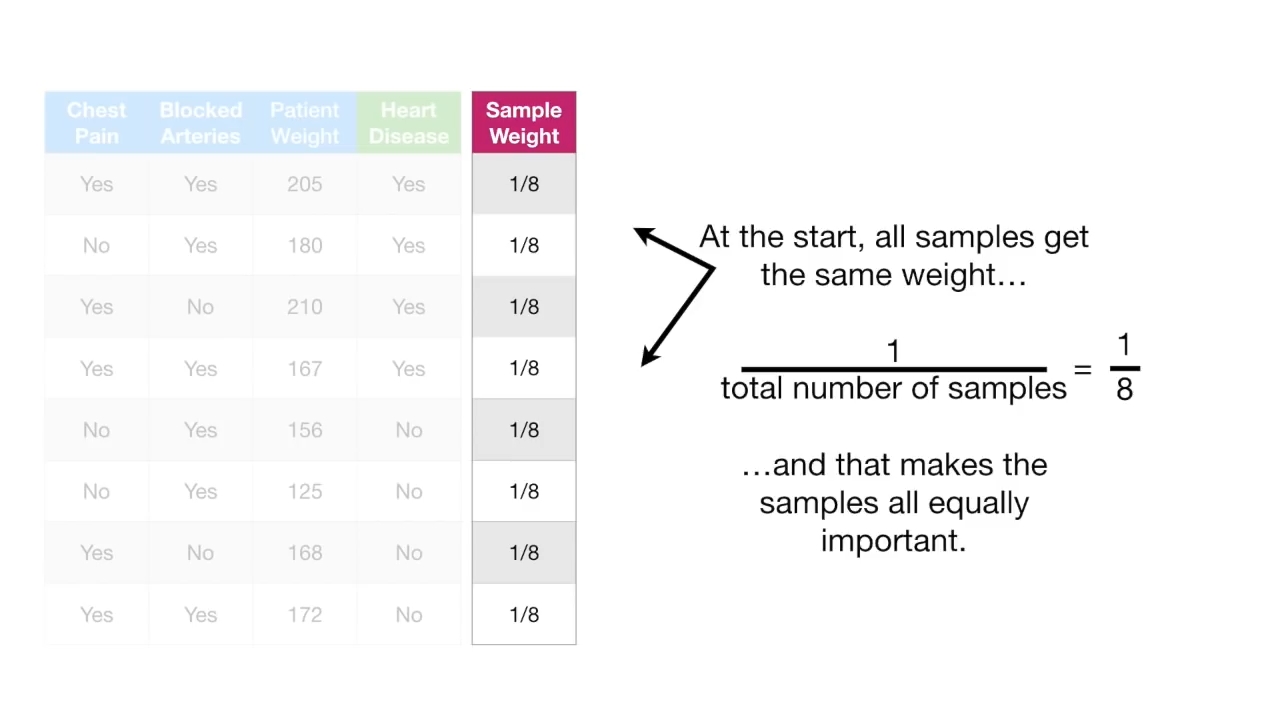 Chest Pain Blocked Arteries Patient Weight Heart Disease Sample Weight
Yes Yes 205 Yes 1/8
No Yes 180 Yes 1/8
Yes No 210 Yes 1/8
Yes Yes 167 Yes 1/8
No Yes 156 No 1/8
No Yes 125 No 1/8
Yes No 168 No 1/8
Yes Yes 172 No 1/8
At the start, all samples get
the same weight…
1
total number of samples
=
1
8
…and that makes the
samples all equally
important.